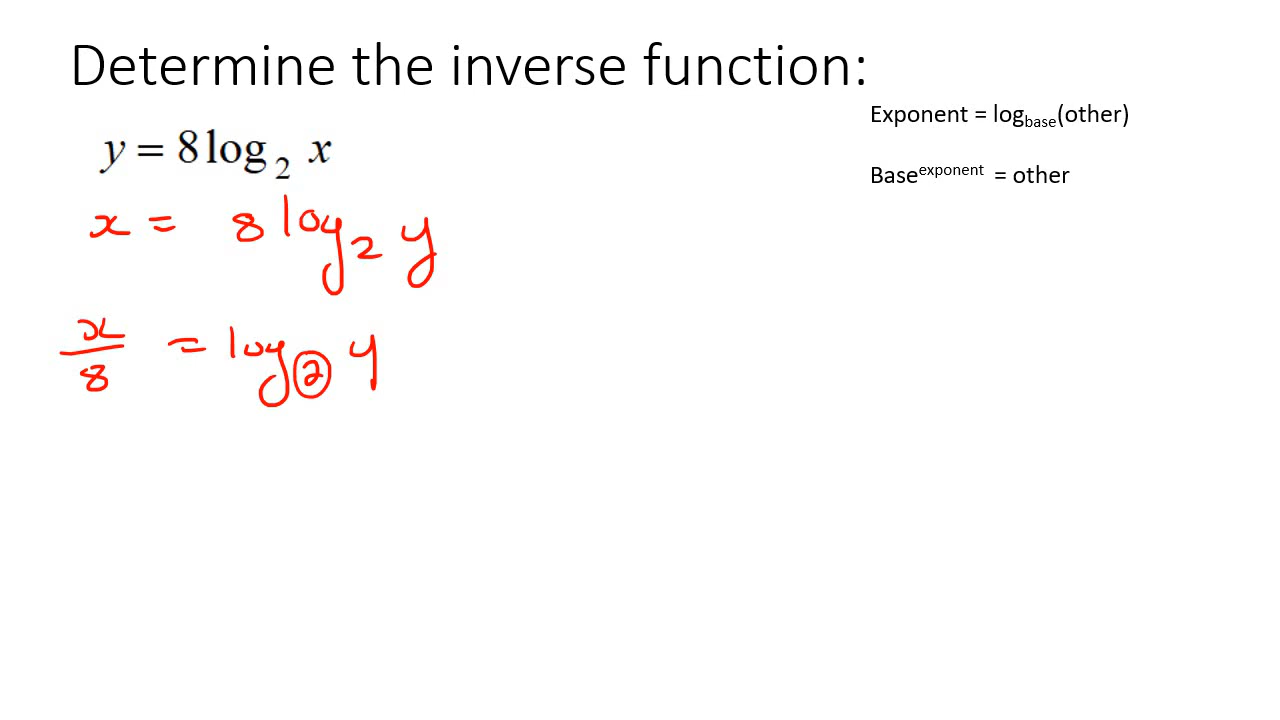 Determine the inverse function:
Exponent = log_base(other)
y = 8 log₂ x
Base^exponent = other
x = 8 log₂ y
x/8 = log₂ y